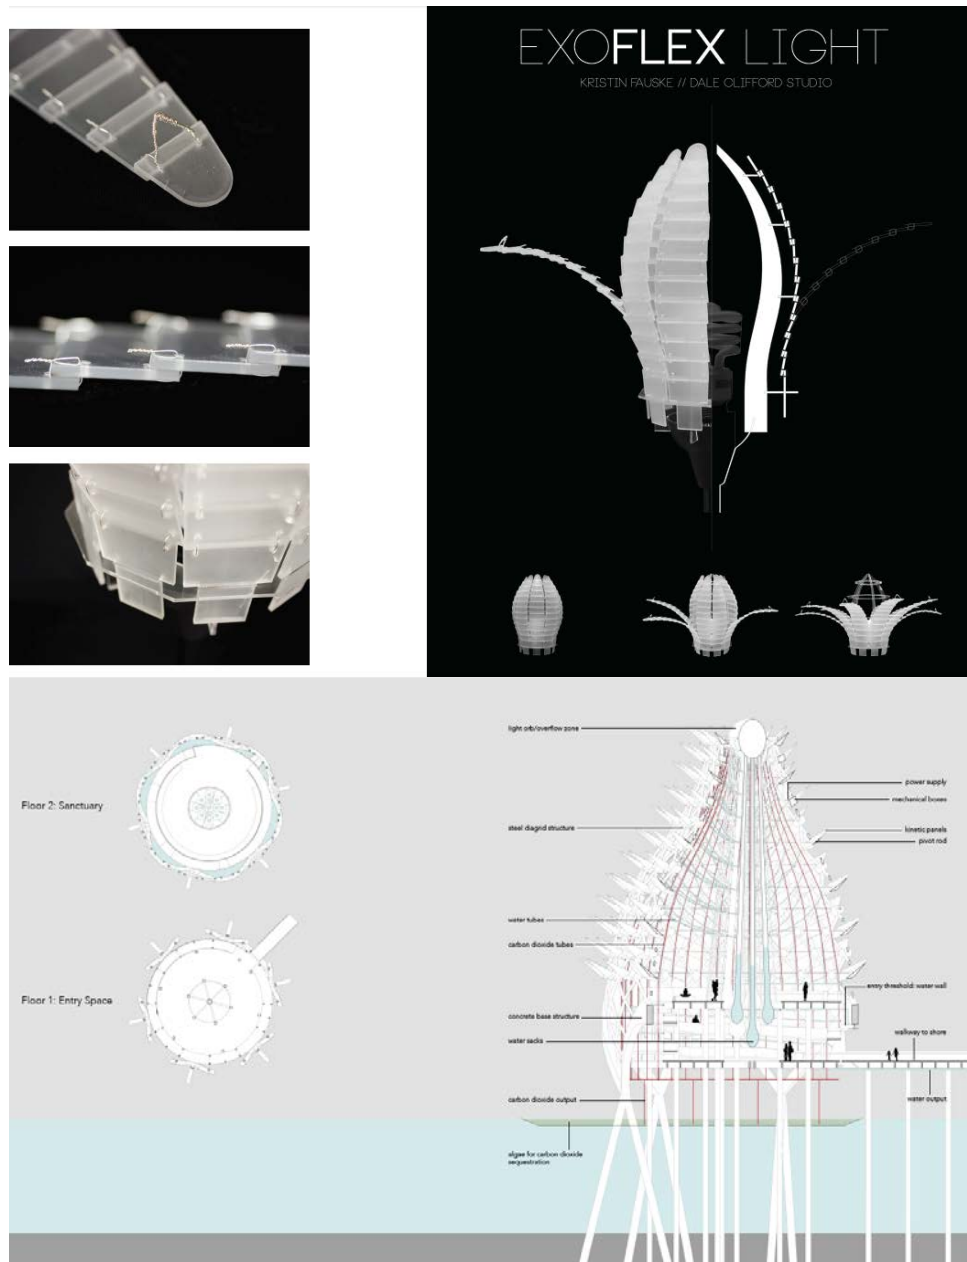 EXOFLEX LIGHT
KRISTIN FAUSKE // DALE CLIFFORD STUDIO
light orb/overflow zone
power supply
mechanical boxes
Floor 2: Sanctuary
steel diagrid structure
kinetic panels
pivot rod
water tubes
carbon dioxide tubes
entry threshold: water wall
Floor 1: Entry Space
concrete base structure
walkway to shore
water sacks
carbon dioxide output
water output
algae for carbon dioxide
sequestration